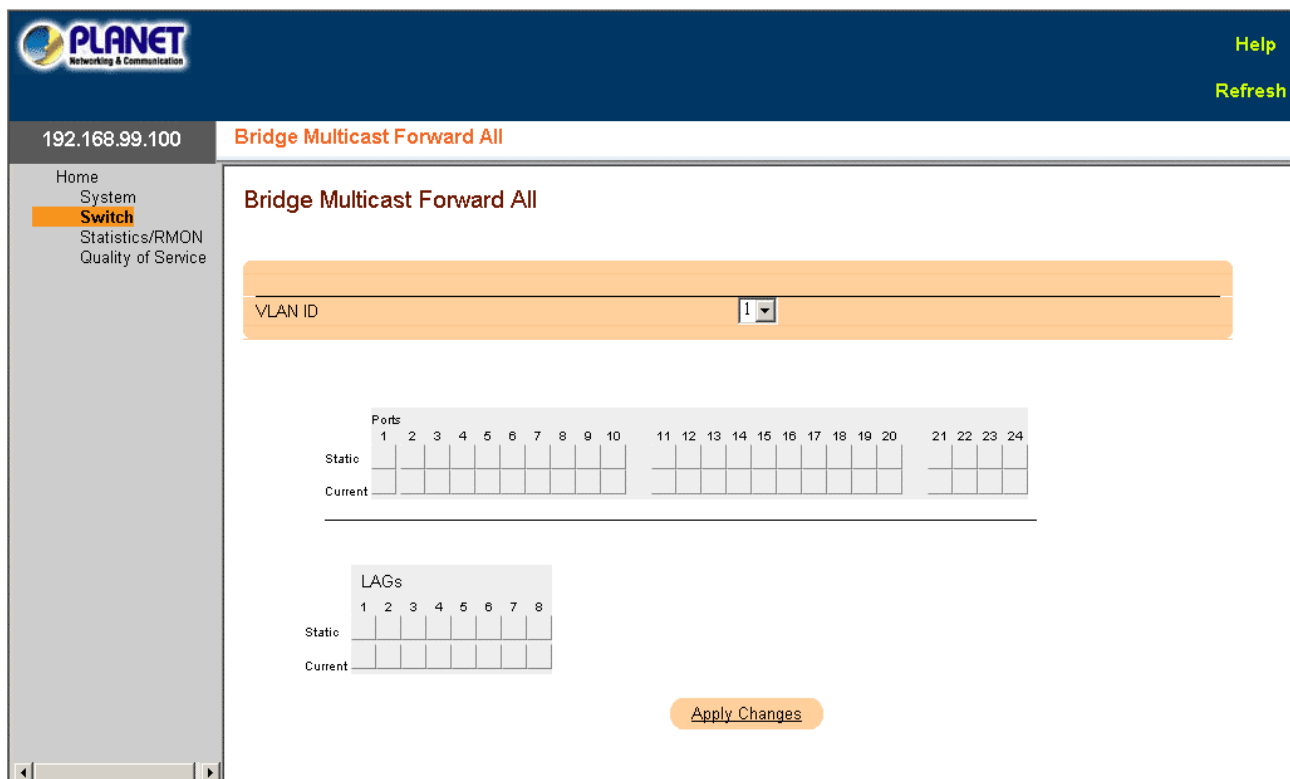 PLANET
Networking & Communication
Help
Refresh
192.168.99.100
Bridge Multicast Forward All
Home
System
Switch
Statistics/RMON
Quality of Service
Bridge Multicast Forward All
VLAN ID 1
Ports
1 2 3 4 5 6 7 8 9 10 11 12 13 14 15 16 17 18 19 20 21 22 23 24
Static
Current
LAGs
1 2 3 4 5 6 7 8
Static
Current
Apply Changes